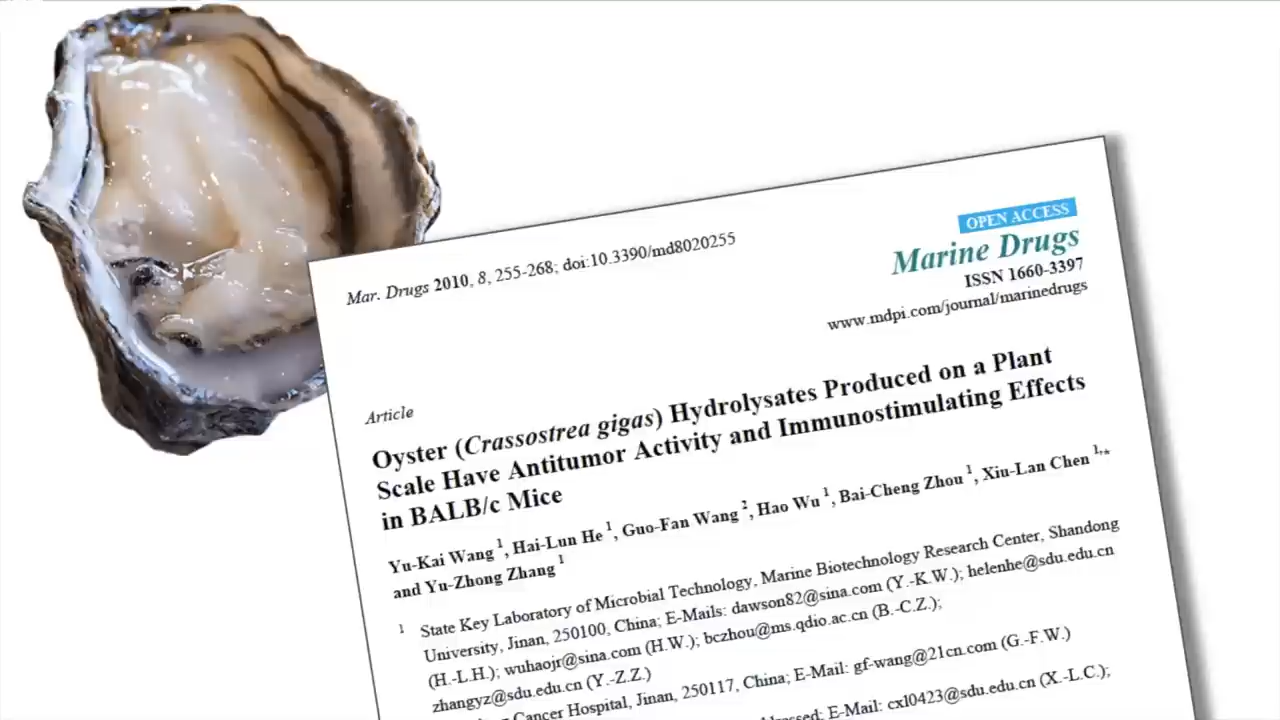 Mar. Drugs 2010, 8, 255-268; doi:10.3390/md8020255
OPEN ACCESS
Marine Drugs
ISSN 1660-3397
www.mdpi.com/journal/marinedrugs
Article
Oyster (Crassostrea gigas) Hydrolysates Produced on a Plant
Scale Have Antitumor Activity and Immunostimulating Effects
in BALB/c Mice
Yu-Kai Wang 1, Hai-Lun He 1, Guo-Fan Wang 2, Hao Wu 1, Bai-Cheng Zhou 1, Xiu-Lan Chen 1,*
and Yu-Zhong Zhang 1
1 State Key Laboratory of Microbial Technology, Marine Biotechnology Research Center, Shandong
University, Jinan, 250100, China; E-Mails: dawson82@sina.com (Y.-K.W.); helenhe@sdu.edu.cn
(H.-L.H.); wuhaojr@sina.com (H.W.); bczhou@ms.qdio.ac.cn (B.-C.Z.);
zhangyz@sdu.edu.cn (Y.-Z.Z.)
Cancer Hospital, Jinan, 250117, China; E-Mail: gf-wang@21cn.com (G.-F.W.)
E-Mail: cxl0423@sdu.edu.cn (X.-L.C.);